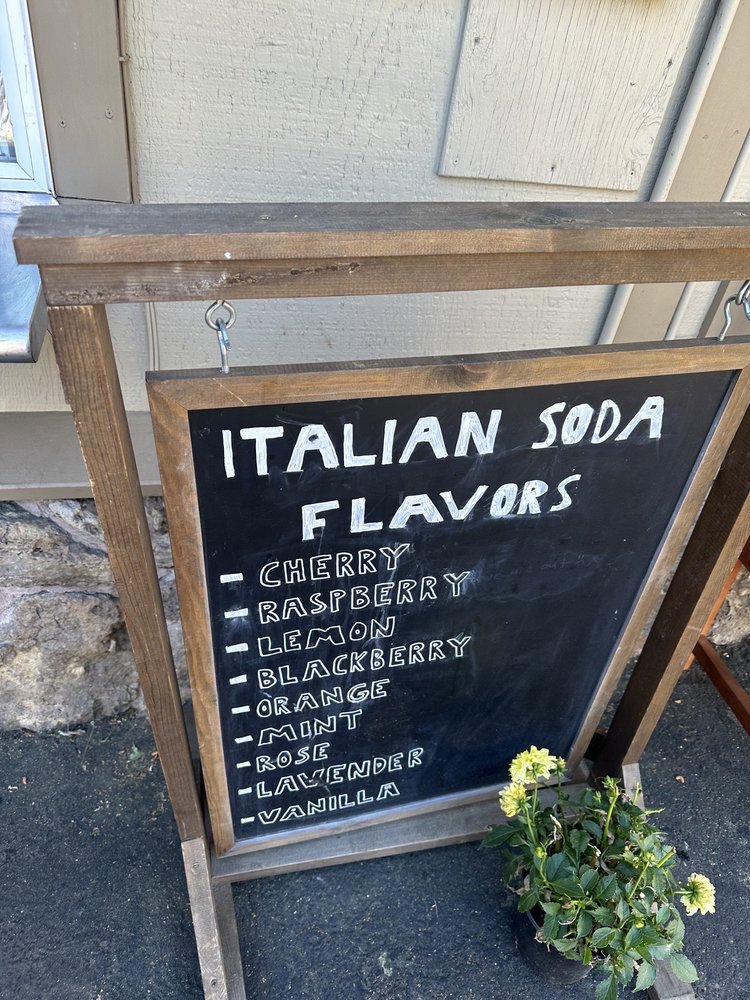 ITALIAN SODA
FLAVORS
- CHERRY
- RASPBERRY
- LEMON
- BLACKBERRY
- ORANGE
- MINT
- ROSE
- LAVENDER
- VANILLA